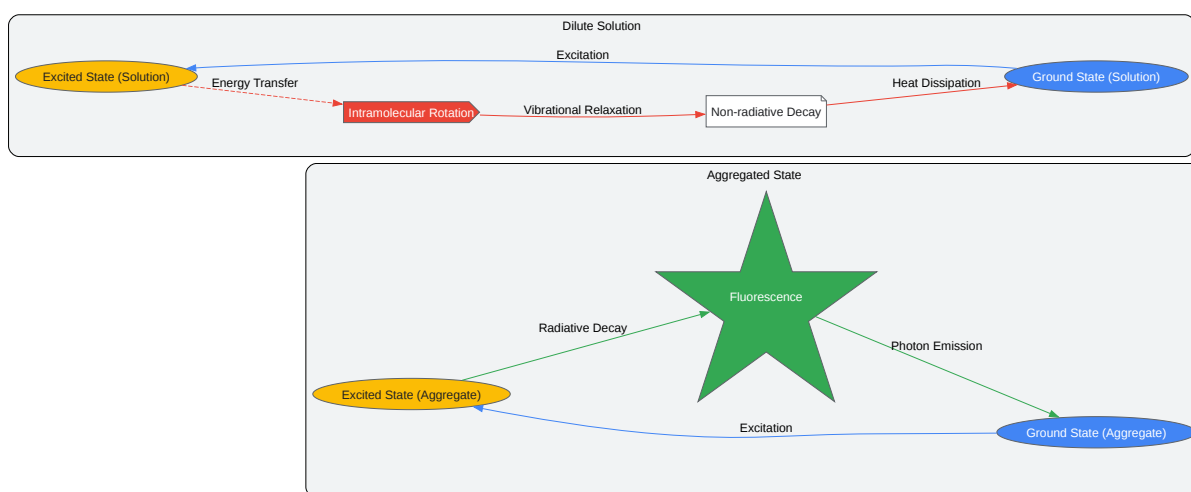 Dilute Solution
Excitation
Excited State (Solution)
Ground State (Solution)
Energy Transfer
Heat Dissipation
Intramolecular Rotation
Vibrational Relaxation
Non-radiative Decay
Aggregated State
Fluorescence
Radiative Decay
Photon Emission
Excited State (Aggregate)
Excitation
Ground State (Aggregate)